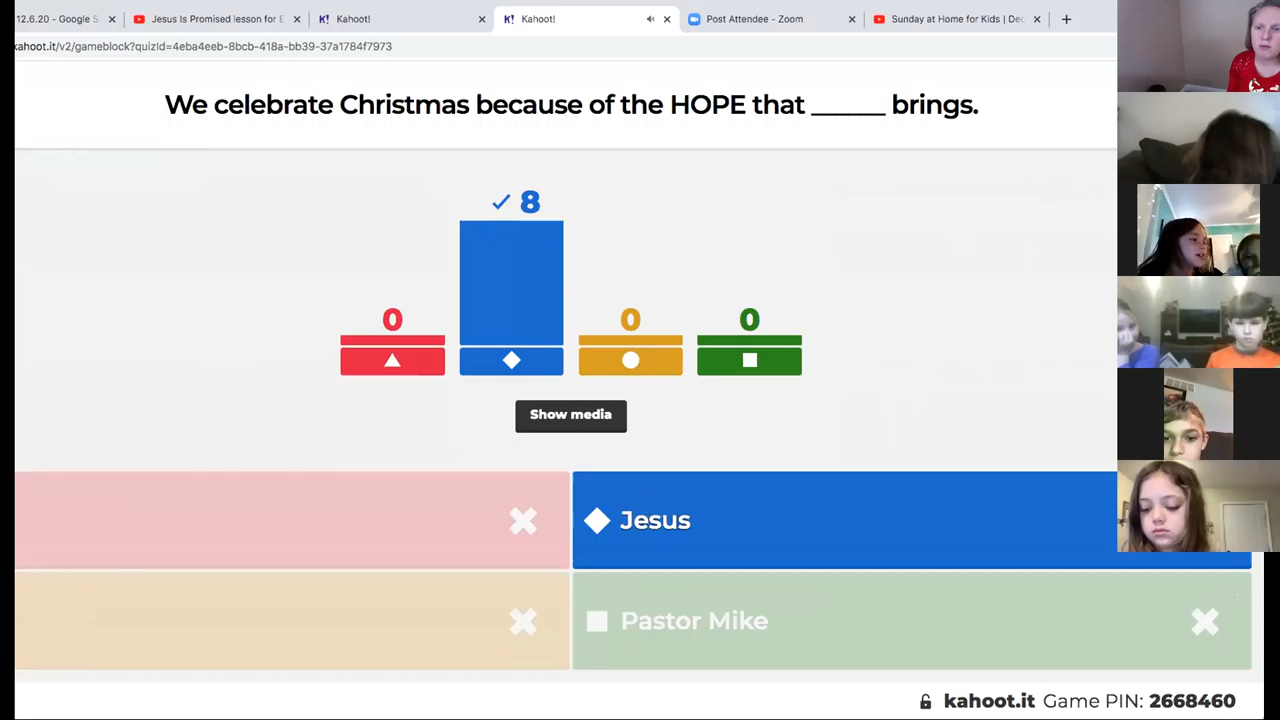 12.6.20 - Google S
Jesus Is Promised lesson for E
K! Kahoot!
K! Kahoot!
Post Attendee - Zoom
Sunday at Home for Kids | Dec
kahoot.it/v2/gameblock?quizId=4eba4eeb-8bcb-418a-bb39-37a1784f7973
We celebrate Christmas because of the HOPE that ______ brings.
8
0
0
0
Show media
Jesus
Pastor Mike
kahoot.it Game PIN: 2668460